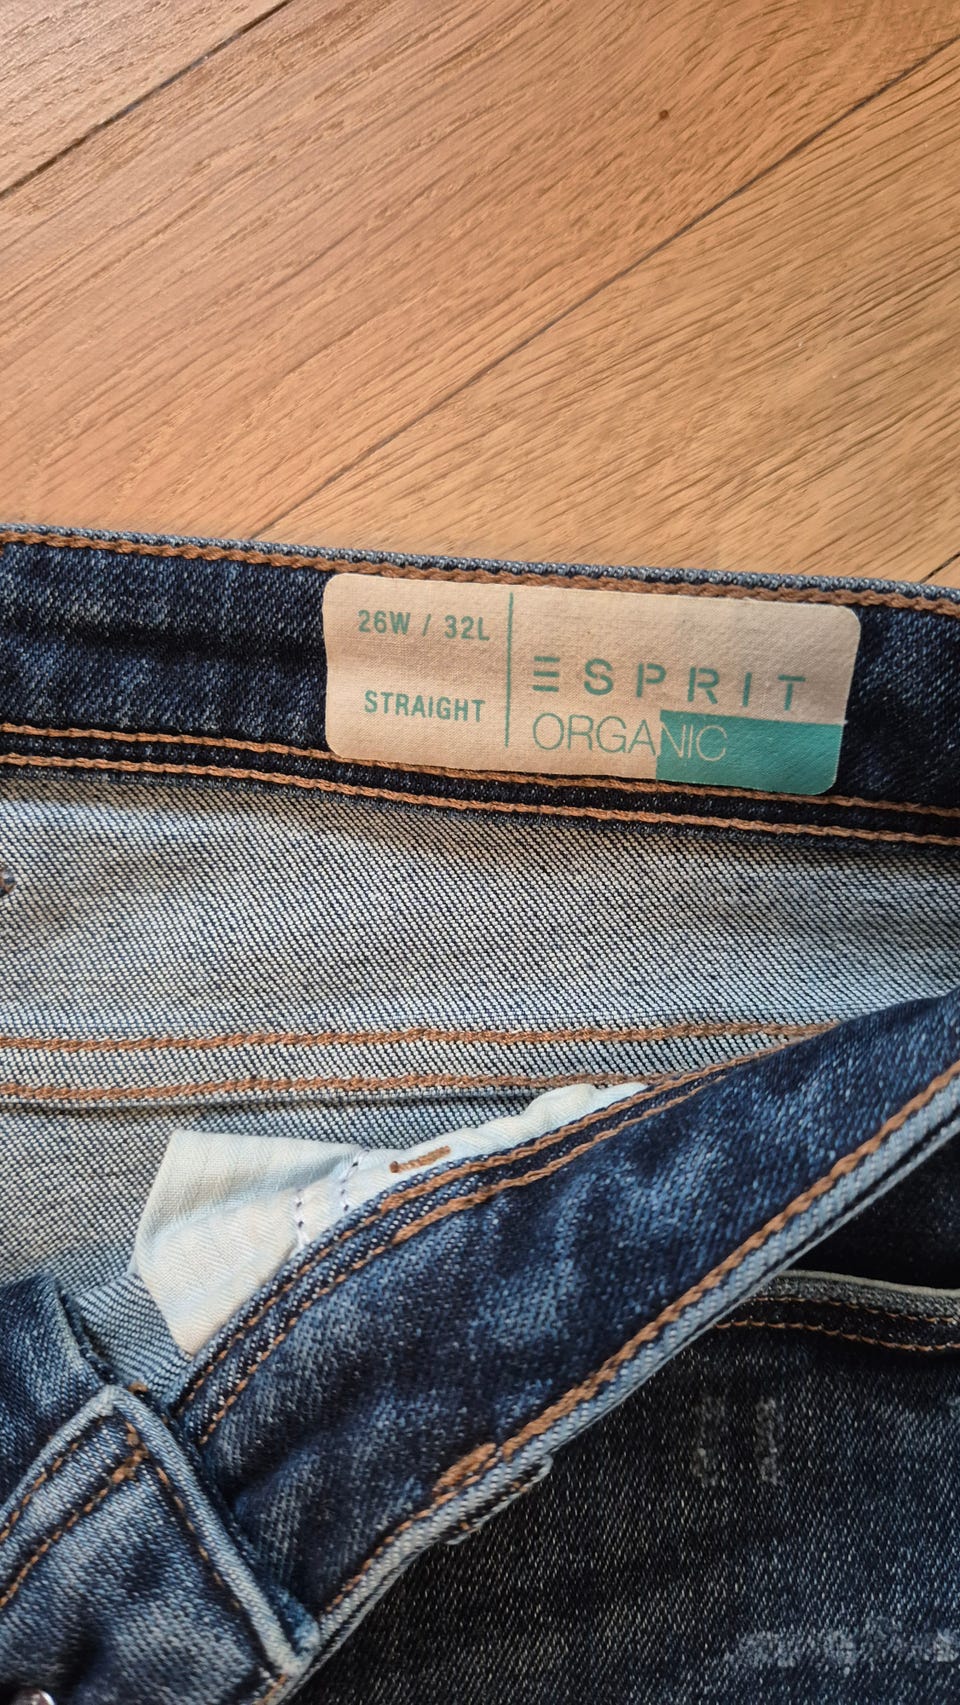 26W / 32L
STRAIGHT
ESPRIT
ORGANIC